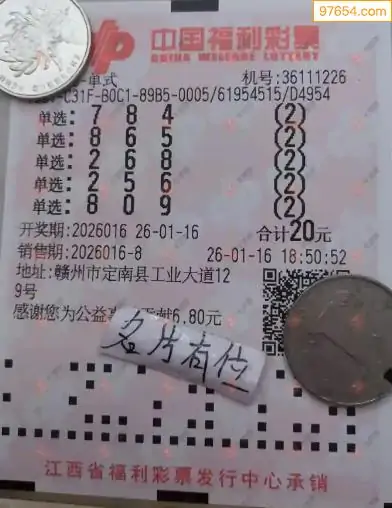 97654.com
中国福利彩票
CHINA WELFARE LOTTERY
-单式
机号:36111226
-C31F-B0C1-89B5-0005/61954515/D4954
单选: 7 8 4 (2)
单选: 8 6 5 (2)
单选: 2 6 8 (2)
单选: 2 5 6 (2)
单选: 8 0 9 (2)
开奖期:2026016 26-01-16 合计20元
销售期:2026016-8 26-01-16 18:50:52
地址:赣州市定南县工业大道12
9号
感谢您为公益 献6.80元
名片有位
江西省福利彩票发行中心承销